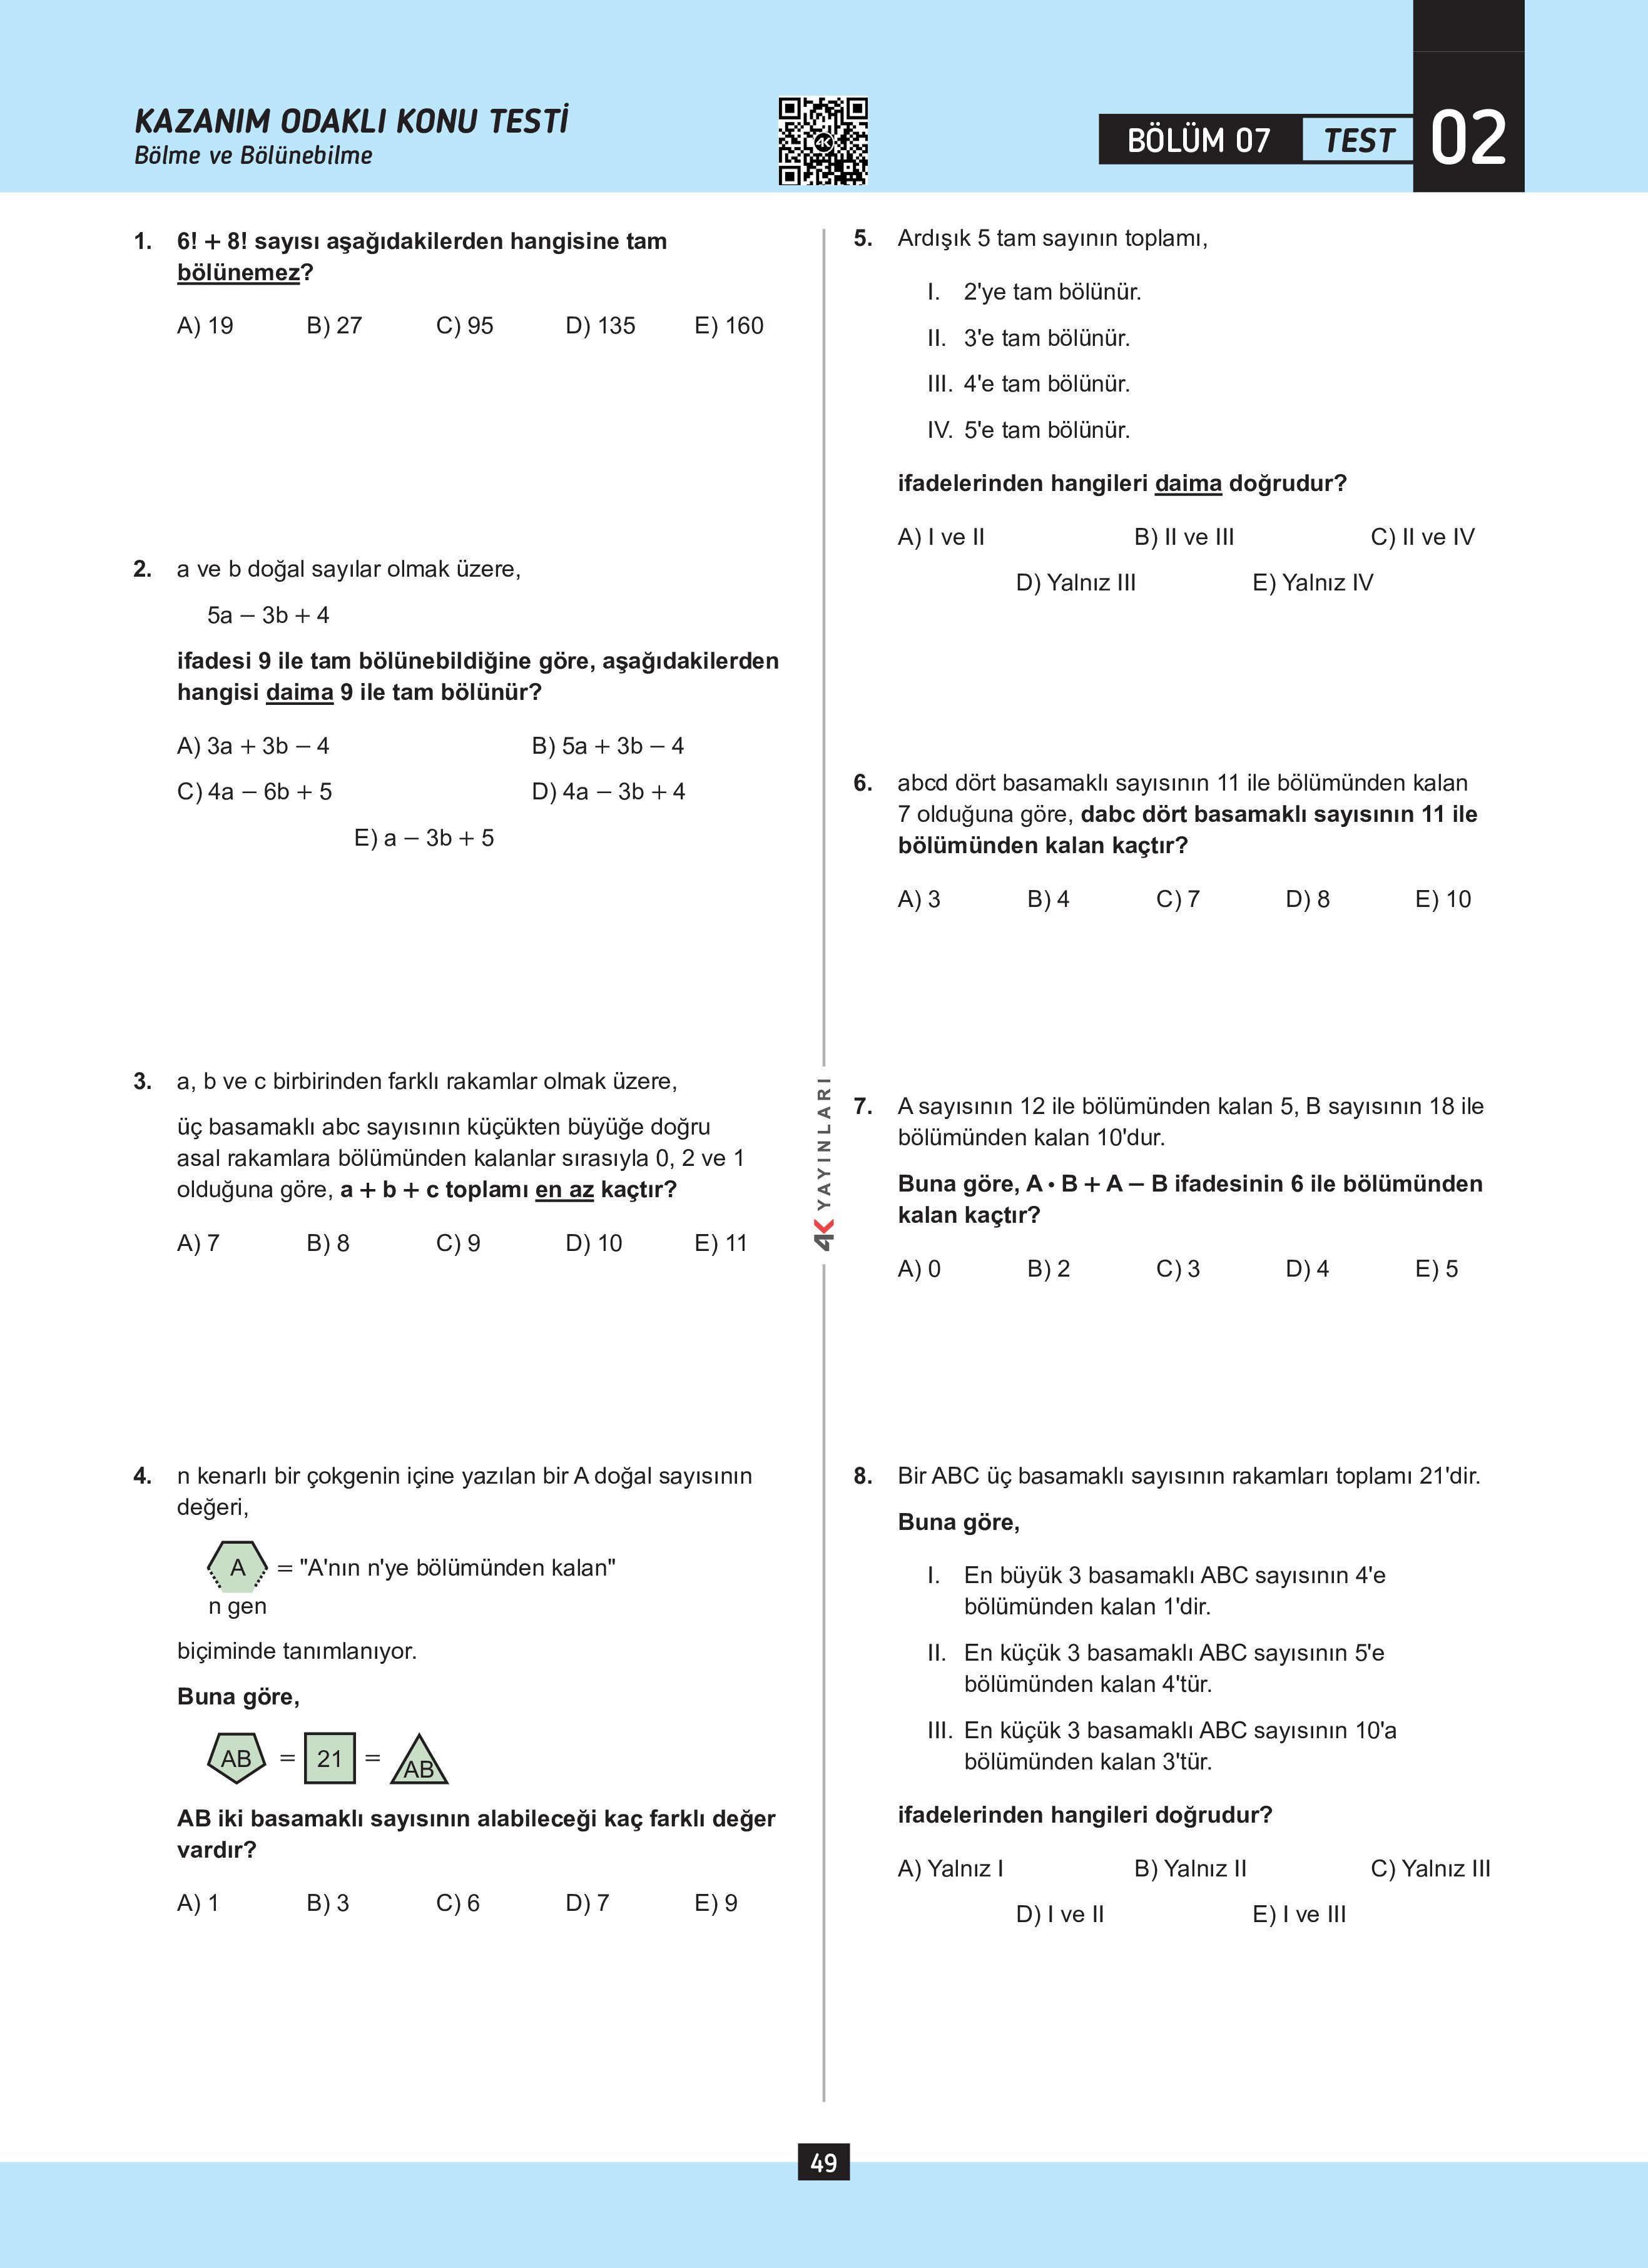 KAZANIM ODAKLI KONU TESTİ
Bölme ve Bölünebilme
4K
BÖLÜM 07 TEST 02
1. 6! + 8! sayısı aşağıdakilerden hangisine tam
bölünemez?
A) 19 B) 27 C) 95 D) 135 E) 160
2. a ve b doğal sayılar olmak üzere,
5a – 3b + 4
ifadesi 9 ile tam bölünebildiğine göre, aşağıdakilerden
hangisi daima 9 ile tam bölünür?
A) 3a + 3b – 4 B) 5a + 3b – 4
C) 4a – 6b + 5 D) 4a – 3b + 4
E) a – 3b + 5
3. a, b ve c birbirinden farklı rakamlar olmak üzere,
üç basamaklı abc sayısının küçükten büyüğe doğru
asal rakamlara bölümünden kalanlar sırasıyla 0, 2 ve 1
olduğuna göre, a + b + c toplamı en az kaçtır?
A) 7 B) 8 C) 9 D) 10 E) 11
4. n kenarlı bir çokgenin içine yazılan bir A doğal sayısının
değeri,
A = "A'nın n'ye bölümünden kalan"
n gen
biçiminde tanımlanıyor.
Buna göre,
AB = 21 = AB
AB iki basamaklı sayısının alabileceği kaç farklı değer
vardır?
A) 1 B) 3 C) 6 D) 7 E) 9
4K YAYINLARI
5. Ardışık 5 tam sayının toplamı,
I. 2'ye tam bölünür.
II. 3'e tam bölünür.
III. 4'e tam bölünür.
IV. 5'e tam bölünür.
ifadelerinden hangileri daima doğrudur?
A) I ve II B) II ve III C) II ve IV
D) Yalnız III E) Yalnız IV
6. abcd dört basamaklı sayısının 11 ile bölümünden kalan
7 olduğuna göre, dabc dört basamaklı sayısının 11 ile
bölümünden kalan kaçtır?
A) 3 B) 4 C) 7 D) 8 E) 10
7. A sayısının 12 ile bölümünden kalan 5, B sayısının 18 ile
bölümünden kalan 10'dur.
Buna göre, A • B + A – B ifadesinin 6 ile bölümünden
kalan kaçtır?
A) 0 B) 2 C) 3 D) 4 E) 5
8. Bir ABC üç basamaklı sayısının rakamları toplamı 21'dir.
Buna göre,
I. En büyük 3 basamaklı ABC sayısının 4'e
bölümünden kalan 1'dir.
II. En küçük 3 basamaklı ABC sayısının 5'e
bölümünden kalan 4'tür.
III. En küçük 3 basamaklı ABC sayısının 10'a
bölümünden kalan 3'tür.
ifadelerinden hangileri doğrudur?
A) Yalnız I B) Yalnız II C) Yalnız III
D) I ve II E) I ve III
49